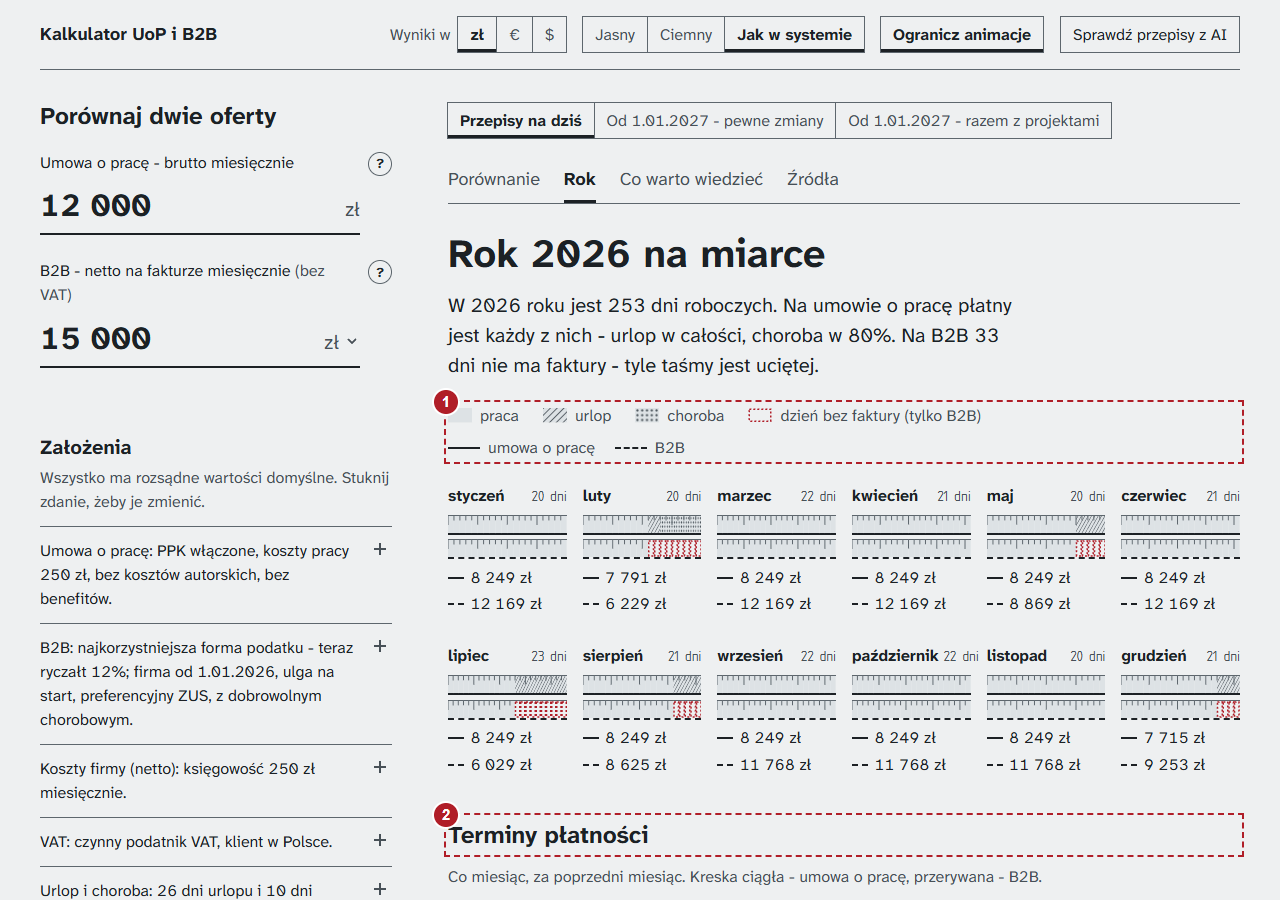 Kalkulator UoP i B2B
Wyniki w zł € $
Jasny Ciemny Jak w systemie
Ogranicz animacje
Sprawdź przepisy z AI
Porównaj dwie oferty
Umowa o pracę - brutto miesięcznie ?
12 000 zł
B2B - netto na fakturze miesięcznie (bez
VAT) ?
15 000 zł
Założenia
Wszystko ma rozsądne wartości domyślne. Stuknij
zdanie, żeby je zmienić.
Umowa o pracę: PPK włączone, koszty pracy
250 zł, bez kosztów autorskich, bez
benefitów.
B2B: najkorzystniejsza forma podatku - teraz
ryczałt 12%; firma od 1.01.2026, ulga na
start, preferencyjny ZUS, z dobrowolnym
chorobowym.
Koszty firmy (netto): księgowość 250 zł
miesięcznie.
VAT: czynny podatnik VAT, klient w Polsce.
Urlop i choroba: 26 dni urlopu i 10 dni
Przepisy na dziś Od 1.01.2027 - pewne zmiany Od 1.01.2027 - razem z projektami
Porównanie Rok Co warto wiedzieć Źródła
Rok 2026 na miarce
W 2026 roku jest 253 dni roboczych. Na umowie o pracę płatny
jest każdy z nich - urlop w całości, choroba w 80%. Na B2B 33
dni nie ma faktury - tyle taśmy jest uciętej.
1
praca urlop choroba dzień bez faktury (tylko B2B)
umowa o pracę B2B
styczeń 20 dni luty 20 dni marzec 22 dni kwiecień 21 dni maj 20 dni czerwiec 21 dni
8 249 zł 7 791 zł 8 249 zł 8 249 zł 8 249 zł 8 249 zł
12 169 zł 6 229 zł 12 169 zł 12 169 zł 8 869 zł 12 169 zł
lipiec 23 dni sierpień 21 dni wrzesień 22 dni październik 22 dni listopad 20 dni grudzień 21 dni
8 249 zł 8 249 zł 8 249 zł 8 249 zł 8 249 zł 7 715 zł
6 029 zł 8 625 zł 11 768 zł 11 768 zł 11 768 zł 9 253 zł
2
Terminy płatności
Co miesiąc, za poprzedni miesiąc. Kreska ciągła - umowa o pracę, przerywana - B2B.